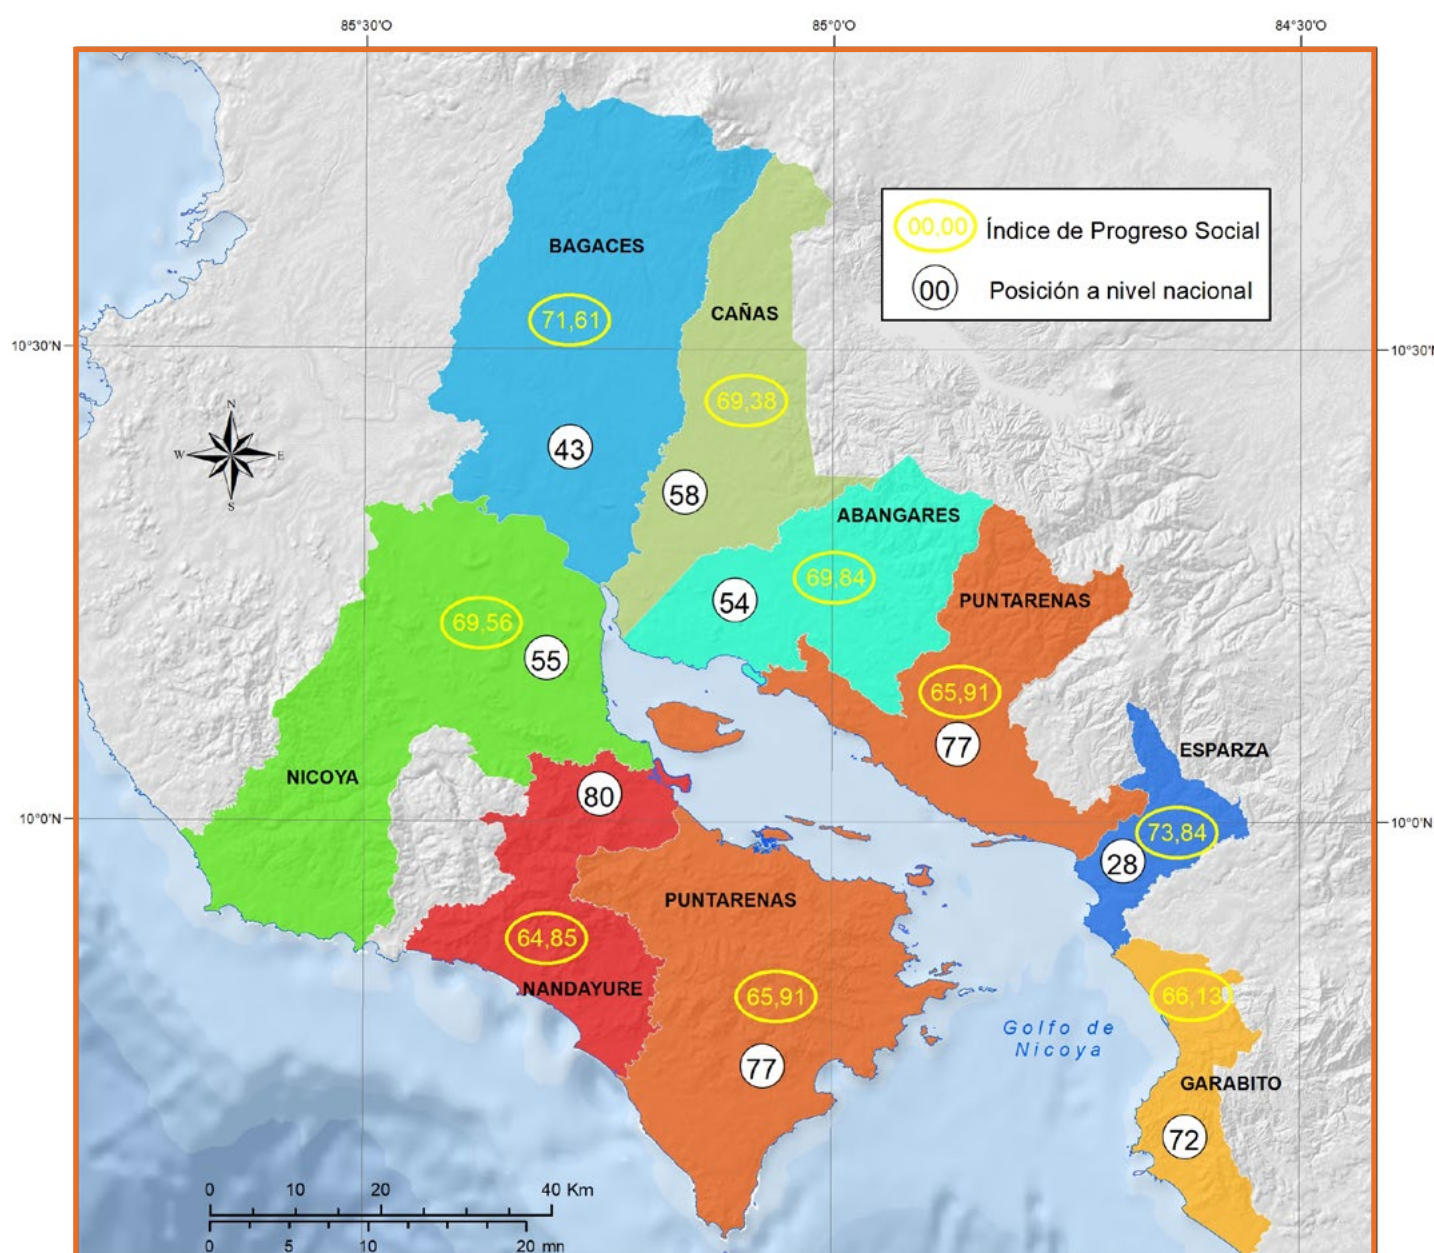 85°30'O
85°0'O
84°30'O
00,00 Índice de Progreso Social
00 Posición a nivel nacional
BAGACES
71,61
43
CAÑAS
69,38
58
10°30'N
10°30'N
N
W
E
S
ABANGARES
69,84
54
PUNTARENAS
65,91
77
69,56
55
NICOYA
ESPARZA
73,84
28
10°0'N
10°0'N
80
64,85
NANDAYURE
PUNTARENAS
65,91
77
Golfo de
Nicoya
66,13
GARABITO
72
0 10 20 40 Km
0 5 10 20 mn